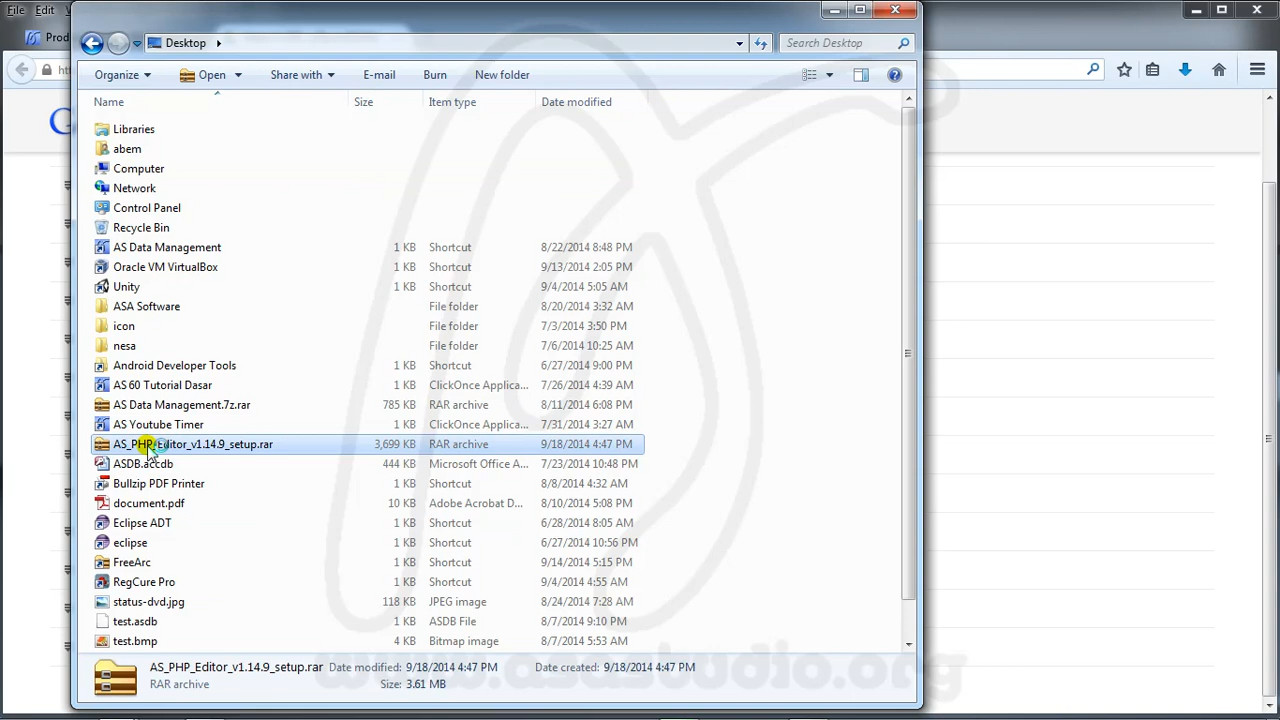 File Edit
Prod
Desktop
Search Desktop
Organize Open Share with E-mail Burn New folder
Name Size Item type Date modified
Libraries
abem
Computer
Network
Control Panel
Recycle Bin
AS Data Management 1 KB Shortcut 8/22/2014 8:48 PM
Oracle VM VirtualBox 1 KB Shortcut 9/13/2014 2:05 PM
Unity 1 KB Shortcut 9/4/2014 5:05 AM
ASA Software File folder 8/20/2014 3:32 AM
icon File folder 7/3/2014 3:50 PM
nesa File folder 7/6/2014 10:25 AM
Android Developer Tools 1 KB Shortcut 6/27/2014 9:00 PM
AS 60 Tutorial Dasar 1 KB ClickOnce Applica... 7/26/2014 4:39 AM
AS Data Management.7z.rar 785 KB RAR archive 8/11/2014 6:08 PM
AS Youtube Timer 1 KB ClickOnce Applica... 7/31/2014 3:27 AM
AS_PHP_Editor_v1.14.9_setup.rar 3,699 KB RAR archive 9/18/2014 4:47 PM
ASDB.accdb 444 KB Microsoft Office A... 7/23/2014 10:48 PM
Bullzip PDF Printer 1 KB Shortcut 8/8/2014 4:32 AM
document.pdf 10 KB Adobe Acrobat D... 8/10/2014 5:08 PM
Eclipse ADT 1 KB Shortcut 6/28/2014 8:05 AM
eclipse 1 KB Shortcut 6/27/2014 10:56 PM
FreeArc 1 KB Shortcut 9/14/2014 5:15 PM
RegCure Pro 1 KB Shortcut 9/4/2014 4:55 AM
status-dvd.jpg 118 KB JPEG image 8/24/2014 7:28 AM
test.asdb 1 KB ASDB File 8/7/2014 9:10 PM
test.bmp 4 KB Bitmap image 8/7/2014 5:53 AM
AS_PHP_Editor_v1.14.9_setup.rar Date modified: 9/18/2014 4:47 PM Date created: 9/18/2014 4:47 PM
RAR archive Size: 3.61 MB